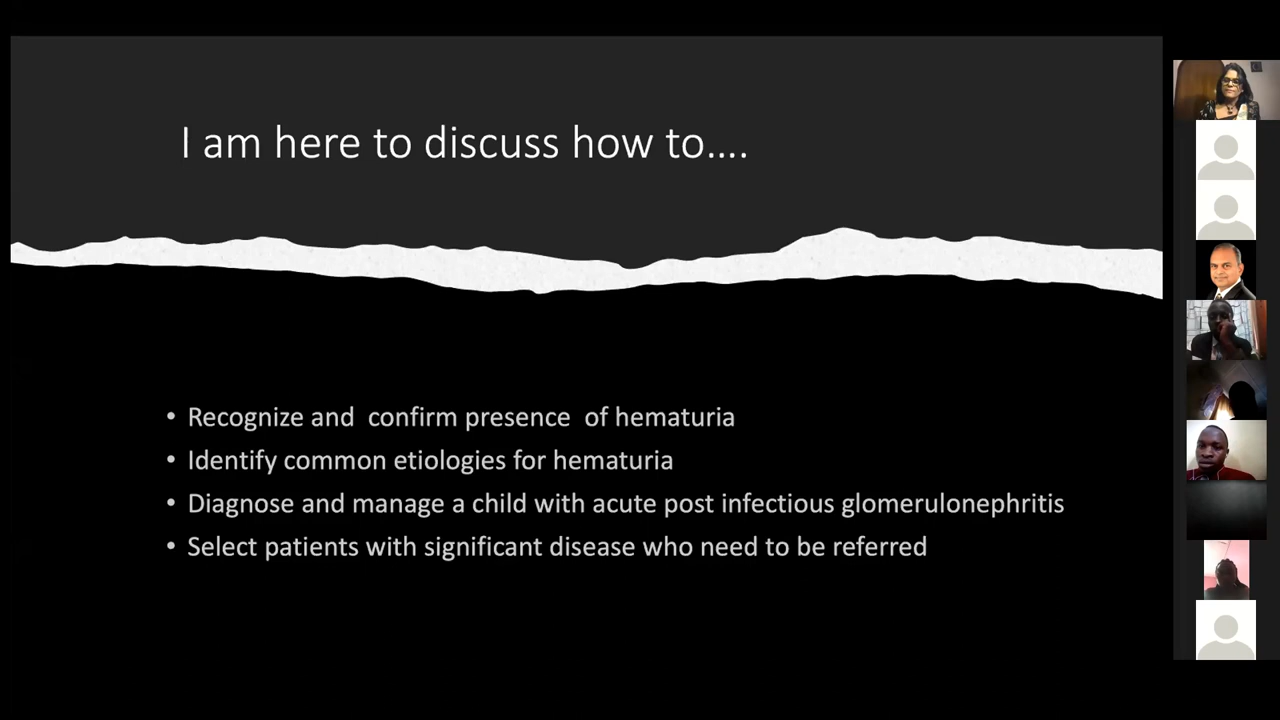 I am here to discuss how to....
• Recognize and  confirm presence  of hematuria
• Identify common etiologies for hematuria
• Diagnose and manage a child with acute post infectious glomerulonephritis
• Select patients with significant disease who need to be referred